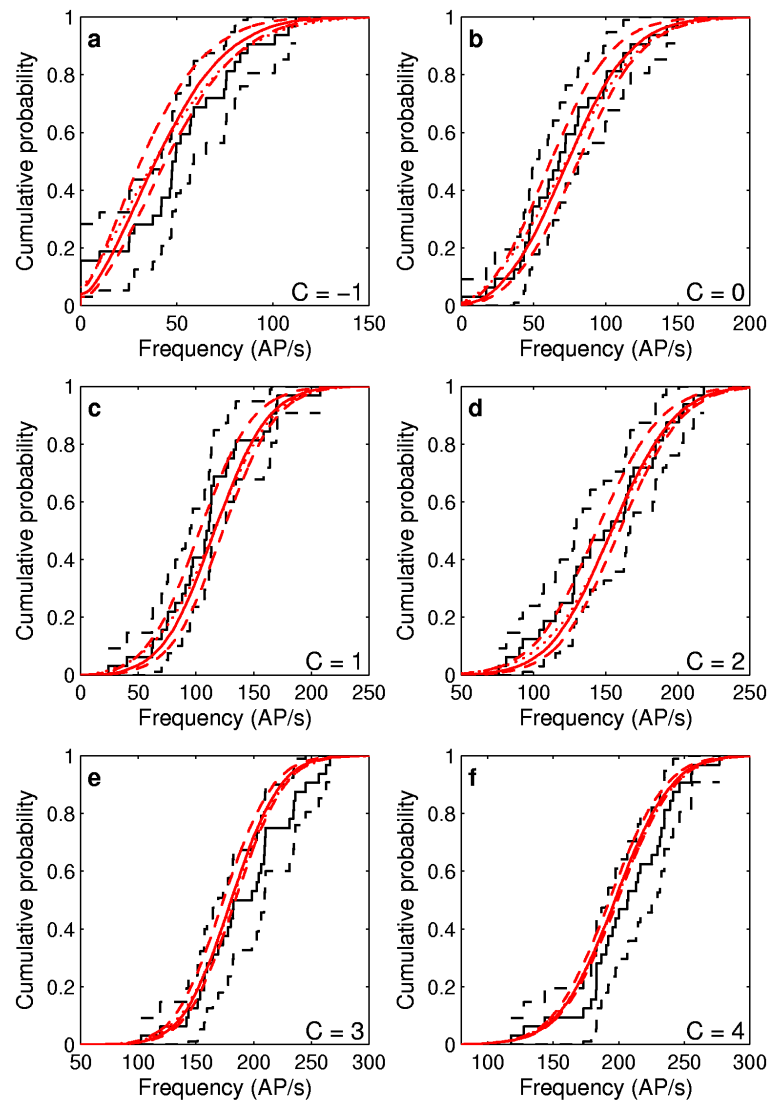 a
1
0.8
0.6
0.4
0.2
0
Cumulative probability
C = −1
0 50 100 150
Frequency (AP/s)
b
1
0.8
0.6
0.4
0.2
0
Cumulative probability
C = 0
0 50 100 150 200
Frequency (AP/s)
c
1
0.8
0.6
0.4
0.2
0
Cumulative probability
C = 1
0 50 100 150 200 250
Frequency (AP/s)
d
1
0.8
0.6
0.4
0.2
0
Cumulative probability
C = 2
50 100 150 200 250
Frequency (AP/s)
e
1
0.8
0.6
0.4
0.2
0
Cumulative probability
C = 3
50 100 150 200 250 300
Frequency (AP/s)
f
1
0.8
0.6
0.4
0.2
0
Cumulative probability
C = 4
100 150 200 250 300
Frequency (AP/s)